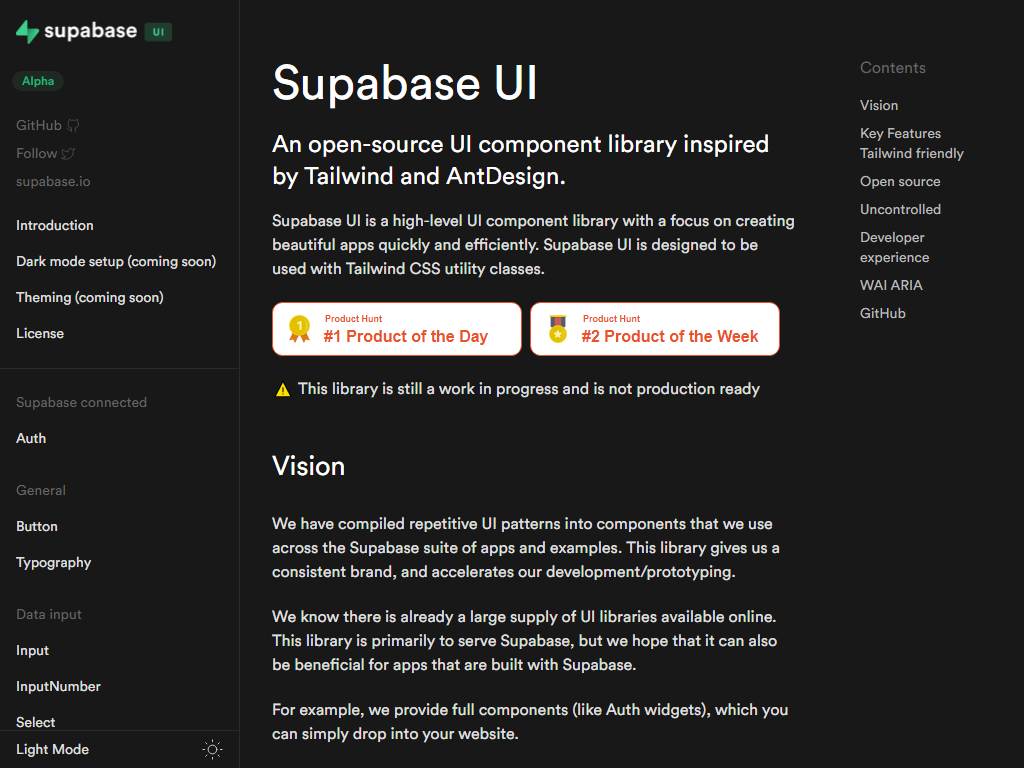 supabase UI
Alpha
GitHub
Follow
supabase.io
Introduction
Dark mode setup (coming soon)
Theming (coming soon)
License
Supabase connected
Auth
General
Button
Typography
Data input
Input
InputNumber
Select
Light Mode
Supabase UI
An open-source UI component library inspired
by Tailwind and AntDesign.
Supabase UI is a high-level UI component library with a focus on creating
beautiful apps quickly and efficiently. Supabase UI is designed to be
used with Tailwind CSS utility classes.
1
Product Hunt
#1 Product of the Day
Product Hunt
#2 Product of the Week
⚠️ This library is still a work in progress and is not production ready
Vision
We have compiled repetitive UI patterns into components that we use
across the Supabase suite of apps and examples. This library gives us a
consistent brand, and accelerates our development/prototyping.
We know there is already a large supply of UI libraries available online.
This library is primarily to serve Supabase, but we hope that it can also
be beneficial for apps that are built with Supabase.
For example, we provide full components (like Auth widgets), which you
can simply drop into your website.
Contents
Vision
Key Features
Tailwind friendly
Open source
Uncontrolled
Developer
experience
WAI ARIA
GitHub